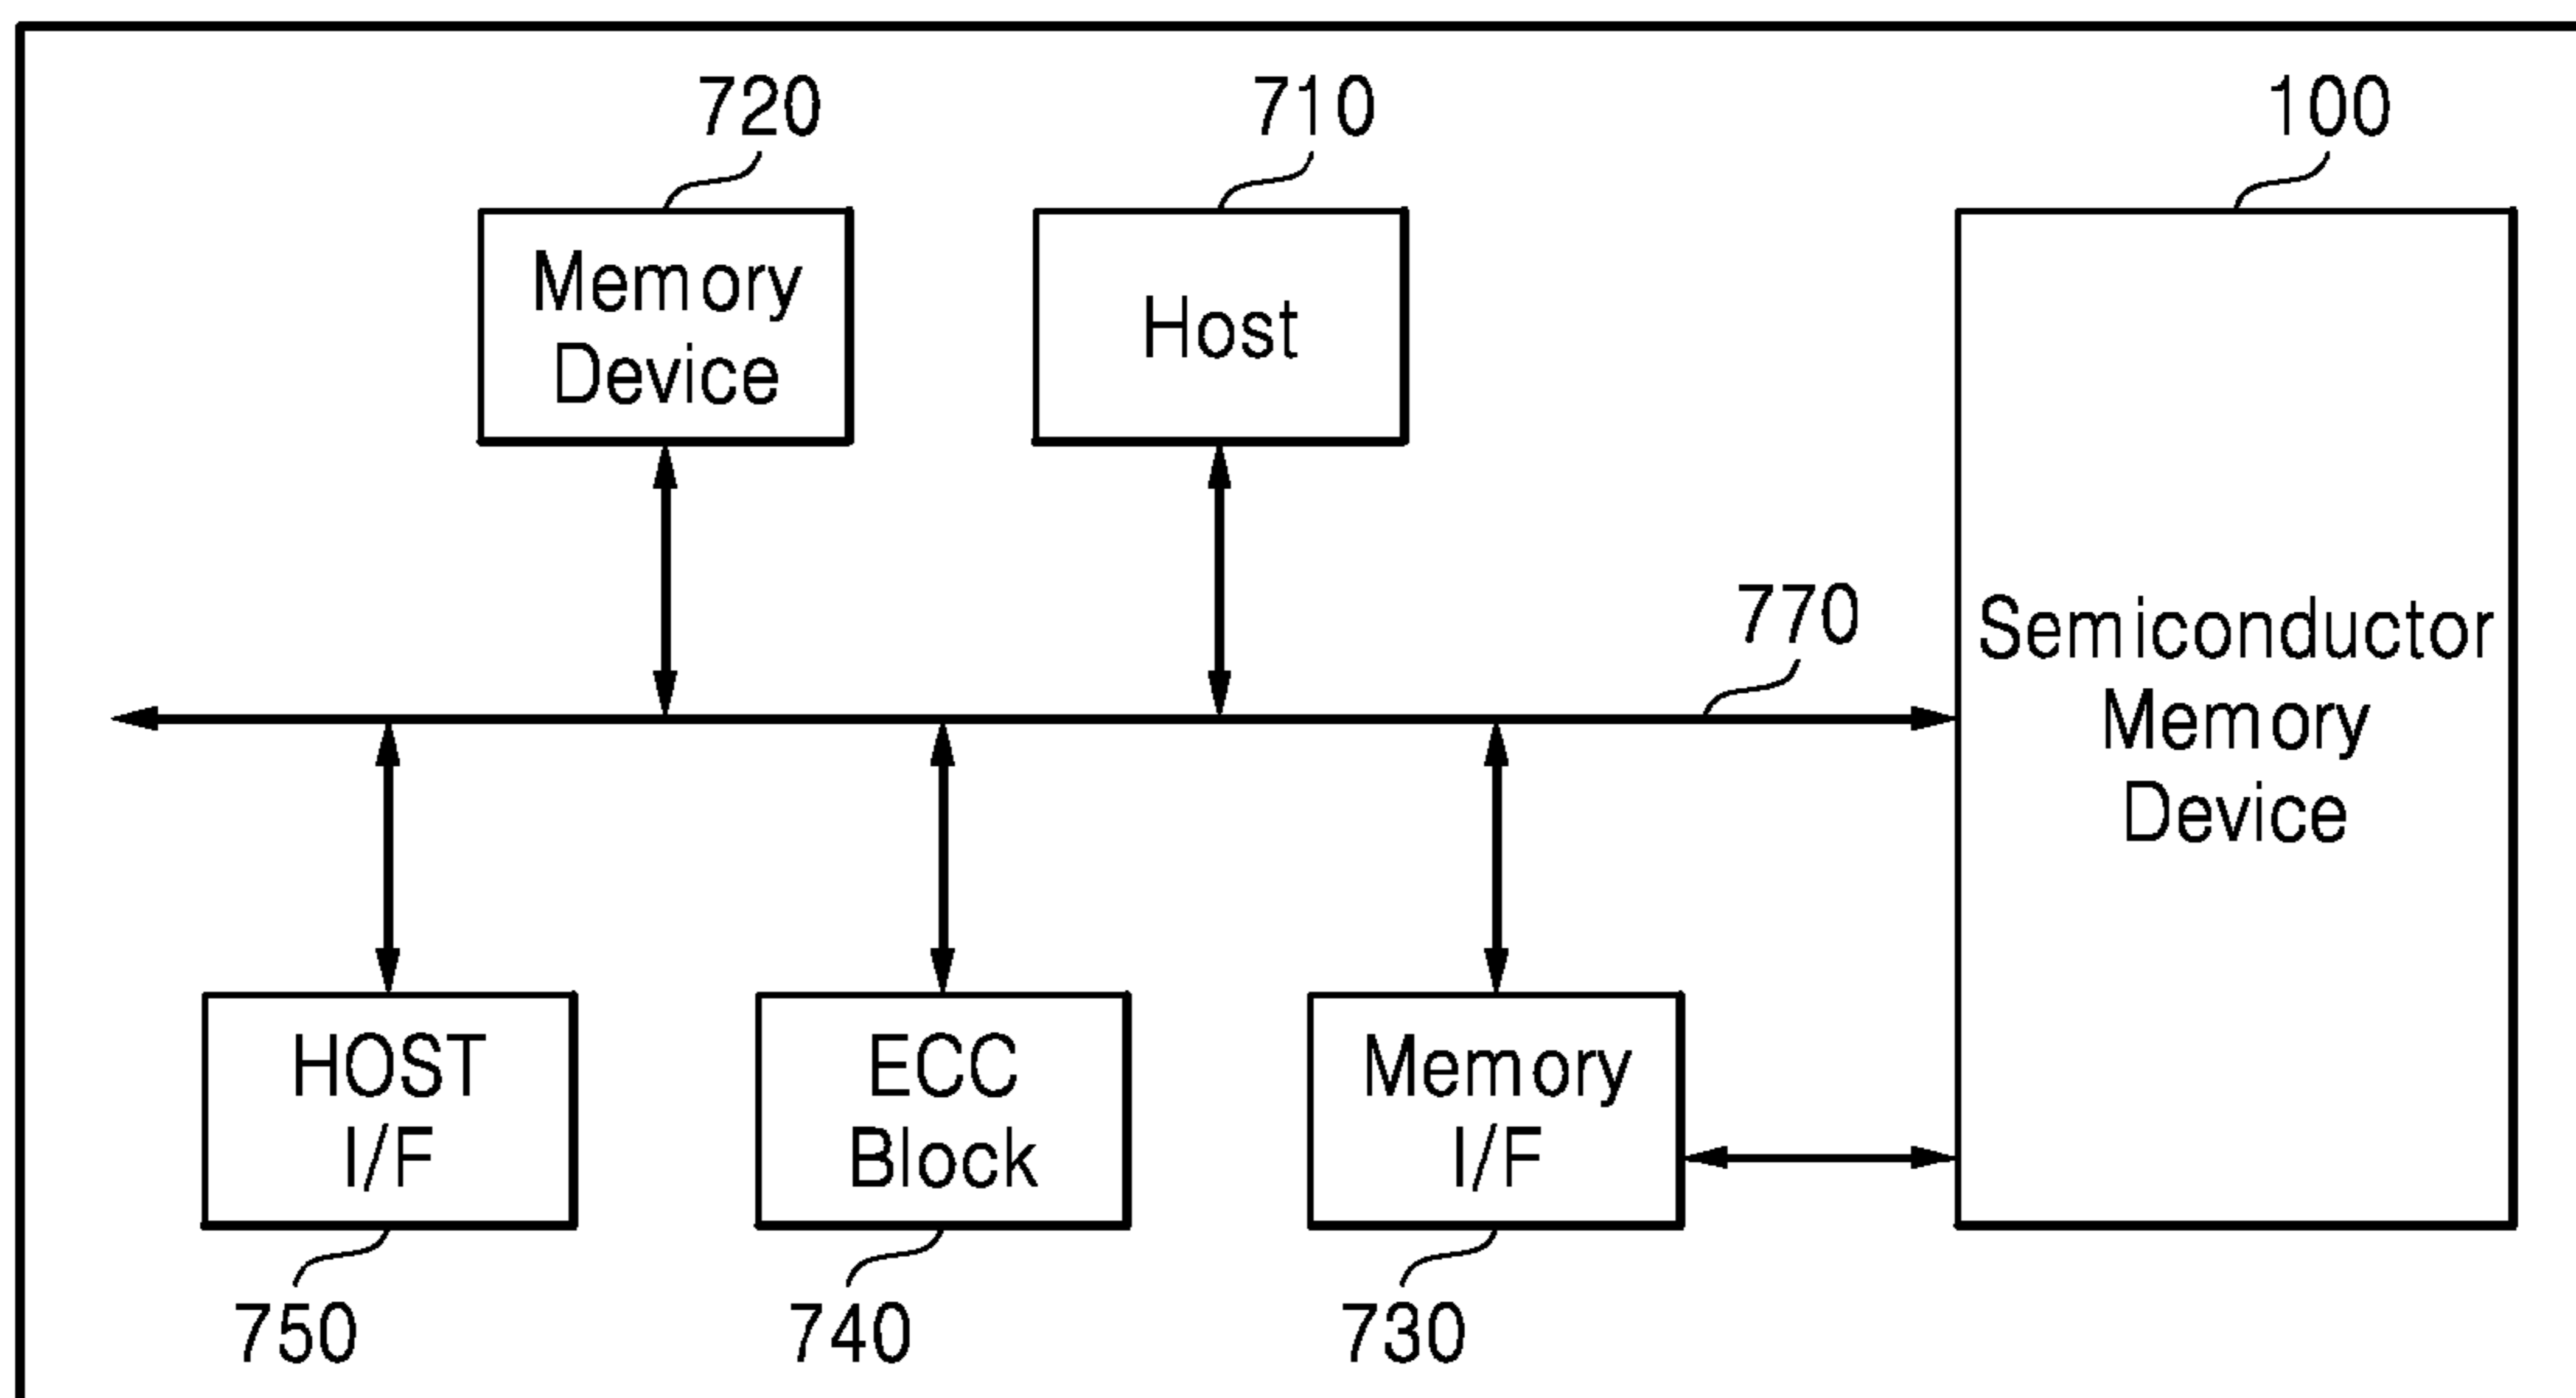 720
710
100
Memory
Device
Host
770
Semiconductor
Memory
Device
HOST
I/F
ECC
Block
Memory
I/F
750
740
730